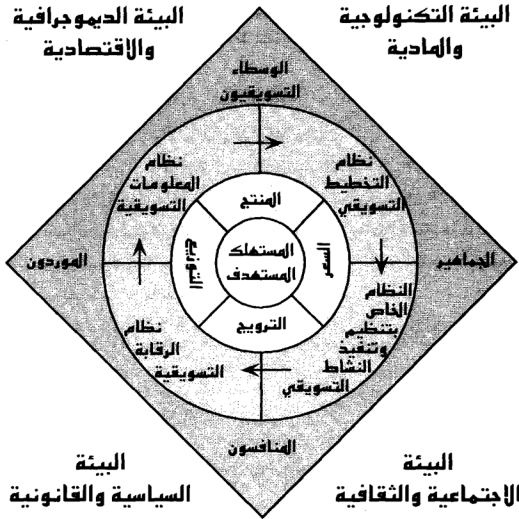 البيئة التكنولوجية
والمادية
البيئة الديموجرافية
والاقتصادية
الوسطاء
التسويقيون
نظام
التخطيط
التسويقي
نظام
المعلومات
التسويقية
المنتج
السعر
المستهلك
المستهدف
التوزيع
الترويج
الجماهير
الموردون
النظام
الخاص
بتنظيم
وتنفيذ
النشاط
التسويقي
نظام
الرقابة
التسويقية
المنافسون
البيئة
الاجتماعية والثقافية
البيئة
السياسية والقانونية